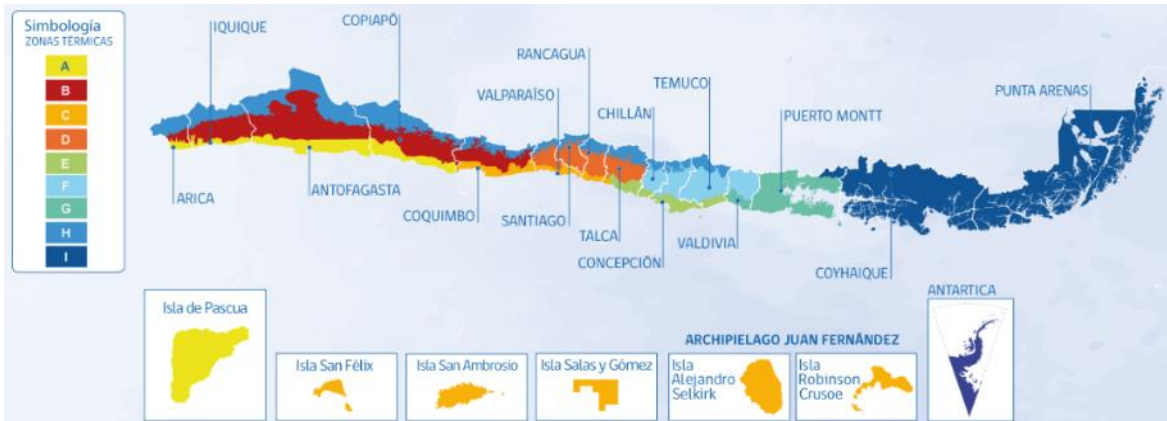 Simbología
ZONAS TÉRMICAS
A
B
C
D
E
F
G
H
I
IQUIQUE
COPIAPÓ
RANCAGUA
VALPARAÍSO
CHILLÁN
TEMUCO
PUERTO MONTT
PUNTA ARENAS
ARICA
ANTOFAGASTA
COQUIMBO
SANTIAGO
TALCA
CONCEPCIÓN
VALDIVIA
COYHAIQUE
Isla de Pascua
Isla San Félix
Isla San Ambrosio
Isla Salas y Gómez
ARCHIPIELAGO JUAN FERNÁNDEZ
Isla
Alejandro
Selkirk
Isla
Robinson
Crusoe
ANTARTICA